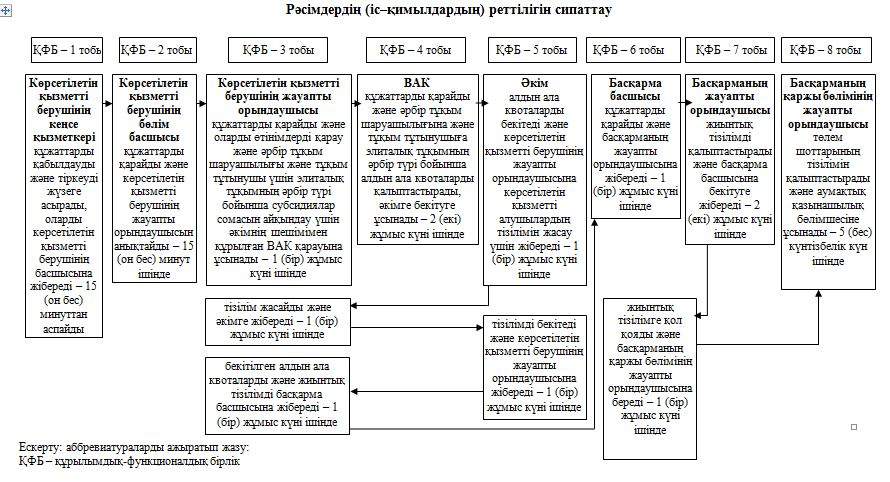 Рәсімдердің (іс–қимылдардың) реттілігін сипаттау
ҚФБ – 1 тобь
ҚФБ – 2 тобы
ҚФБ – 3 тобы
ҚФБ – 4 тобы
ҚФБ – 5 тобы
ҚФБ – 6 тобы
ҚФБ – 7 тобы
ҚФБ – 8 тобы
Көрсетілетін
қызметті
берушінің
кеңсе
қызметкері
құжаттарды
қабылдауды
және тіркеуді
жүзеге
асырады,
оларды
көрсетілетін
қызметті
берушінің
басшысына
жібереді – 15
(он бес)
минуттан
аспайды
Көрсетілетін
қызметті
берушінің
бөлім
басшысы
құжаттарды
қарайды және
көрсетілетін
қызметті
берушінің
жауапты
орындаушысын
анықтайды – 15
(он бес) минут
ішінде
Көрсетілетін қызметті
берушінің жауапты
орындаушысы
құжаттарды қарайды және
оларды өтінімдерді қарау
және әрбір тұқым
шаруашылығы және тұқым
тұтынушы үшін элиталық
тұқымның әрбір түрі
бойынша субсидиялар
сомасын айқындау үшін
әкімнің шешімімен
құрылған ВАК қарауына
ұсынады – 1 (бір) жұмыс
күні ішінде
ВАК
құжаттарды қарайды
және әрбір тұқым
шаруашылығына және
тұқым тұтынушыға
элиталық тұқымның
әрбір түрі бойынша
алдын ала квоталарды
қалыптастырады,
әкімге бекітуге
ұсынады – 2 (екі)
жұмыс күні ішінде
Әкім
алдын ала
квоталарды
бекітеді және
көрсетілетін
қызметті берушінің
жауапты
орындаушысына
көрсетілетін
қызметті
алушылардың
тізілімін жасау
үшін жібереді – 1
(бір) жұмыс күні
ішінде
Басқарма
басшысы
құжаттарды
қарайды және
басқарманың
жауапты
орындаушысына
жібереді – 1
(бір) жұмыс күні
ішінде
Басқарманың
жауапты
орындаушысы
жиынтық
тізілімді
қалыптастырады
және басқарма
басшысына
бекітуге
жібереді – 2
(екі) жұмыс күні
ішінде
Басқарманың
қаржы бөлімінің
жауапты
орындаушысы
төлем
шоттарының
тізілімін
қалыптастырады
және аумақтық
қазынашылық
бөлімшесіне
ұсынады – 5 (бес)
күнтізбелік күн
ішінде
тізілім жасайды және
әкімге жібереді – 1 (бір)
жұмыс күні ішінде
тізілімді бекітеді
және көрсетілетін
қызметті берушінің
жауапты
орындаушысына
жібереді – 1 (бір)
жұмыс күні ішінде
бекітілген алдын ала
квоталарды және жиынтық
тізілімді басқарма
басшысына жібереді – 1
(бір) жұмыс күні ішінде
жиынтық
тізілімге қол
қояды және
басқарманың
қаржы бөлімінің
жауапты
орындаушысына
береді – 1 (бір)
жұмыс күні
ішінде
Ескерту: аббревиатураларды ажыратып жазу:
ҚФБ – құрылымдық-функционалдық бірлік